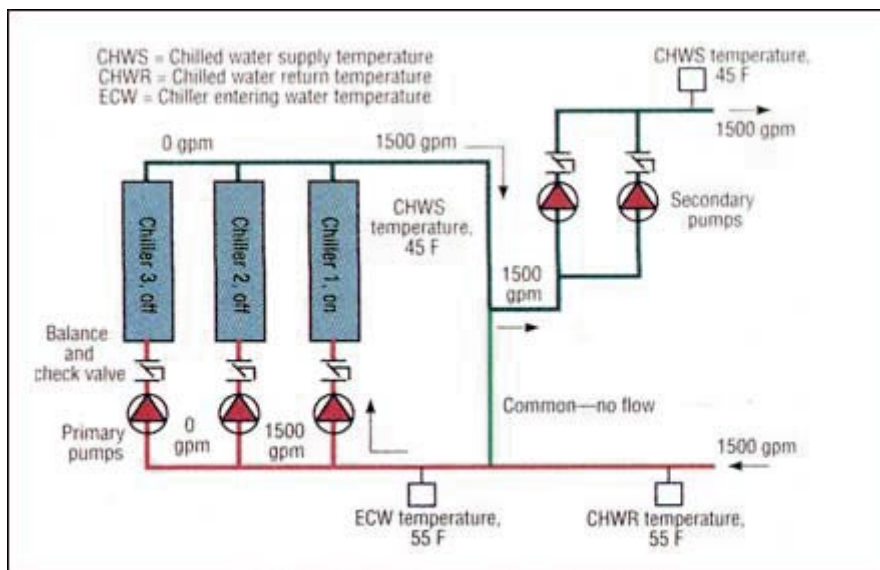 CHWS = Chilled water supply temperature
CHWR = Chilled water return temperature
ECW = Chiller entering water temperature
CHWS temperature,
45 F
1500 gpm
0 gpm
1500 gpm
Chiller 3, off
Chiller 2, off
Chiller 1, on
CHWS
temperature,
45 F
Secondary
pumps
1500
gpm
Balance
and
check valve
Common—no flow
Primary
pumps
0
gpm
1500
gpm
1500 gpm
ECW temperature,
55 F
CHWR temperature,
55 F